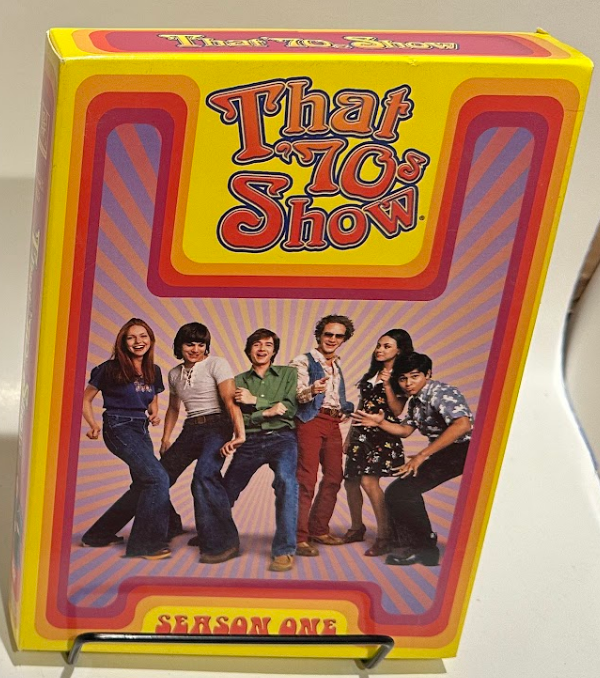 That '70s Show
That
'70s
Show®
SEASON ONE